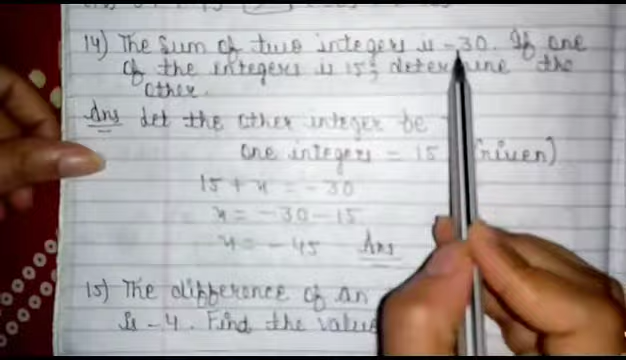 14) The Sum of two integers is -30. If one
of the integers is 15, determine the
other.
Ans Let the other integer be
one integers = 15 (Given)
15 + x = -30
x = -30 - 15
x = -45 Ans
15) The difference of an
is -4. Find the value